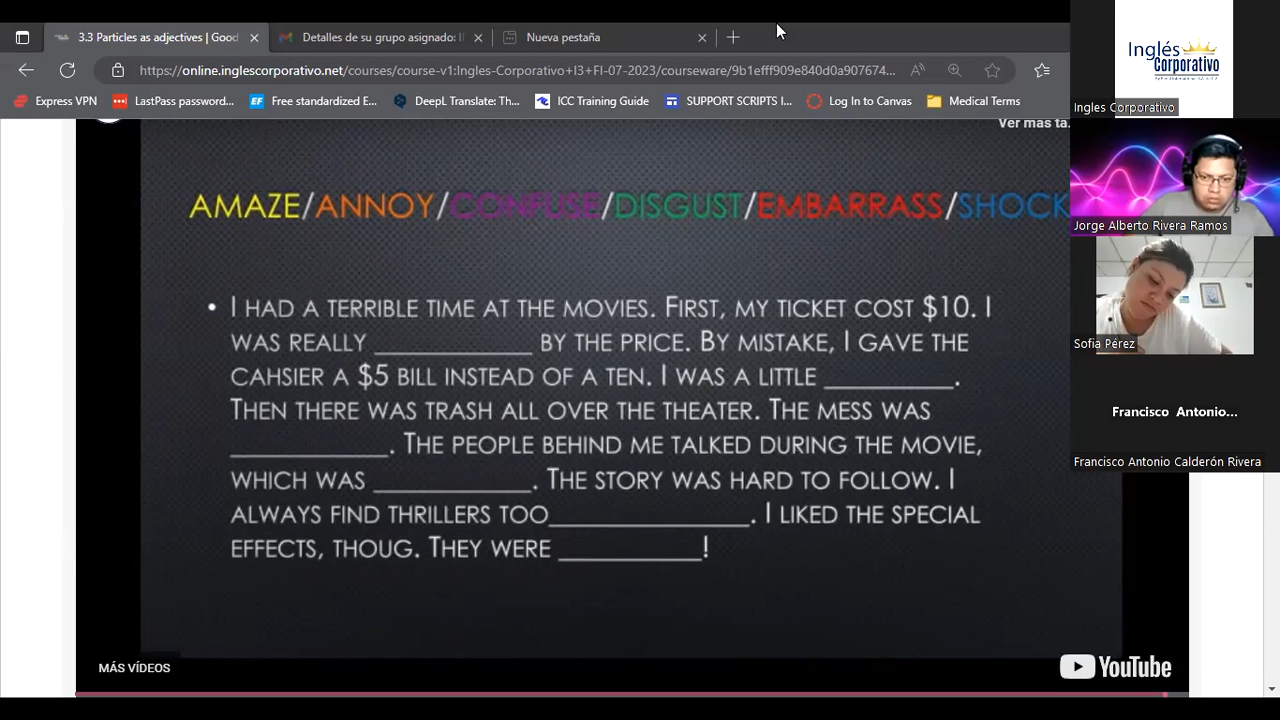 3.3 Particles as adjectives | Good
Detalles de su grupo asignado: I
Nueva pestaña
https://online.inglescorporativo.net/courses/course-v1Ingles-Corporativo+I3+FI-07-2023/courseware/9b1efff909e840d0a907674...
Express VPN
LastPass password...
Free standardized E...
DeepL Translate: Th...
ICC Training Guide
SUPPORT SCRIPTS I...
Log In to Canvas
Medical Terms
Ver más ta.
AMAZE/ANNOY/CONFUSE/DISGUST/EMBARRASS/SHOCK
• I HAD A TERRIBLE TIME AT THE MOVIES. FIRST, MY TICKET COST $10. I
WAS REALLY ____________ BY THE PRICE. BY MISTAKE, I GAVE THE
CAHSIER A $5 BILL INSTEAD OF A TEN. I WAS A LITTLE __________.
THEN THERE WAS TRASH ALL OVER THE THEATER. THE MESS WAS
____________. THE PEOPLE BEHIND ME TALKED DURING THE MOVIE,
WHICH WAS ____________. THE STORY WAS HARD TO FOLLOW. I
ALWAYS FIND THRILLERS TOO_______________. I LIKED THE SPECIAL
EFFECTS, THOUG. THEY WERE ___________!
MÁS VÍDEOS
YouTube
Inglés
Corporativo
Ingles Corporativo
Jorge Alberto Rivera Ramos
Sofía Pérez
Francisco Antonio...
Francisco Antonio Calderón Rivera